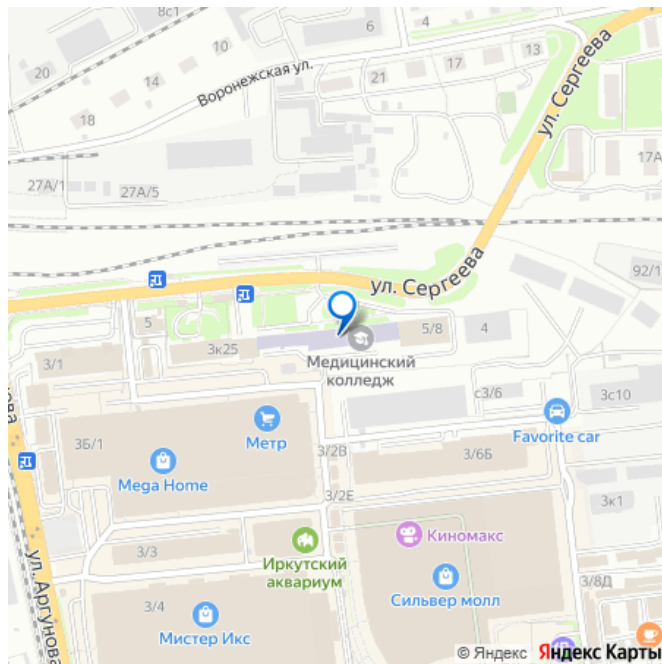 8с1
6
4
20
14
10
Воронежская ул.
13
17
21
18
ул. Сергеева
17А
27А/1
27А/5
92/1
ул. Сергеева
5
3к25
5/8
4
3/1
Медицинский
колледж
с3/6
3с10
Метр
Favorite car
3Б/1
3/2В
3/6Б
Mega Home
3/2Е
3к1
Киномакс
3/3
Иркутский
аквариум
ул. Аргунова
3/8Д
Сильвер молл
3/4
Мистер Икс
© Яндекс Яндекс Карты